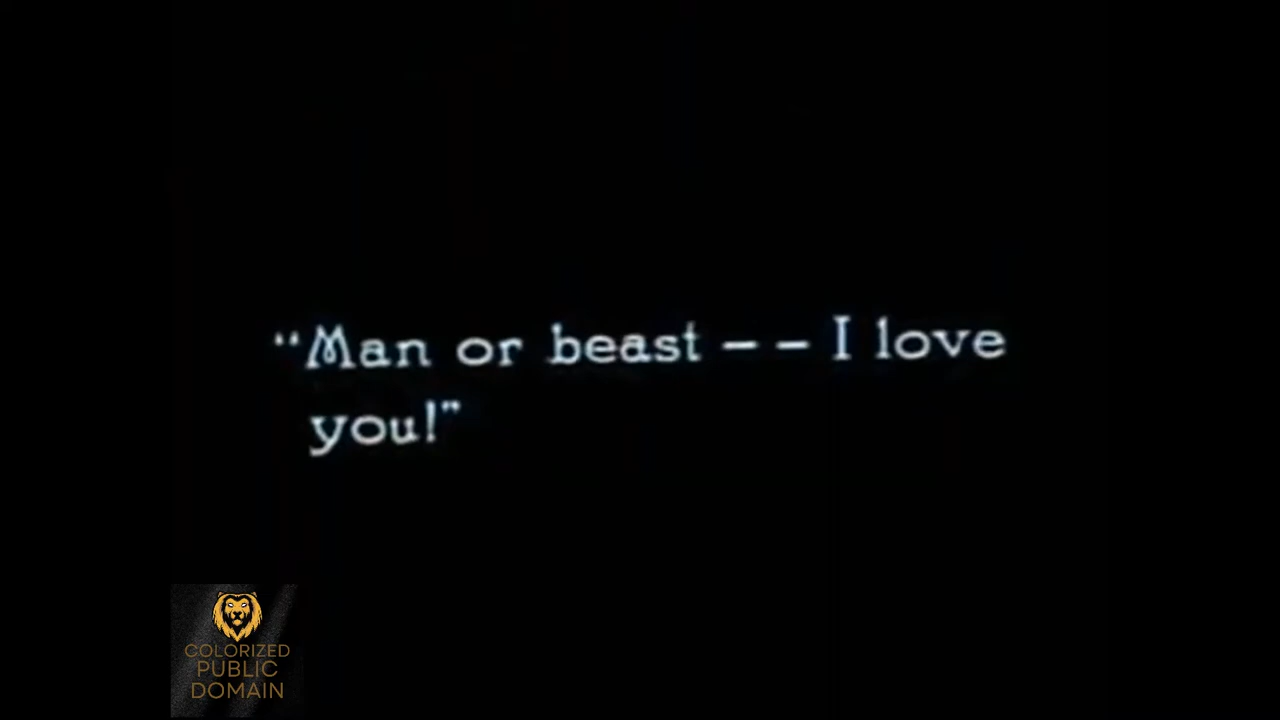 “Man or beast -- I love
you!”
COLORIZED
PUBLIC
DOMAIN